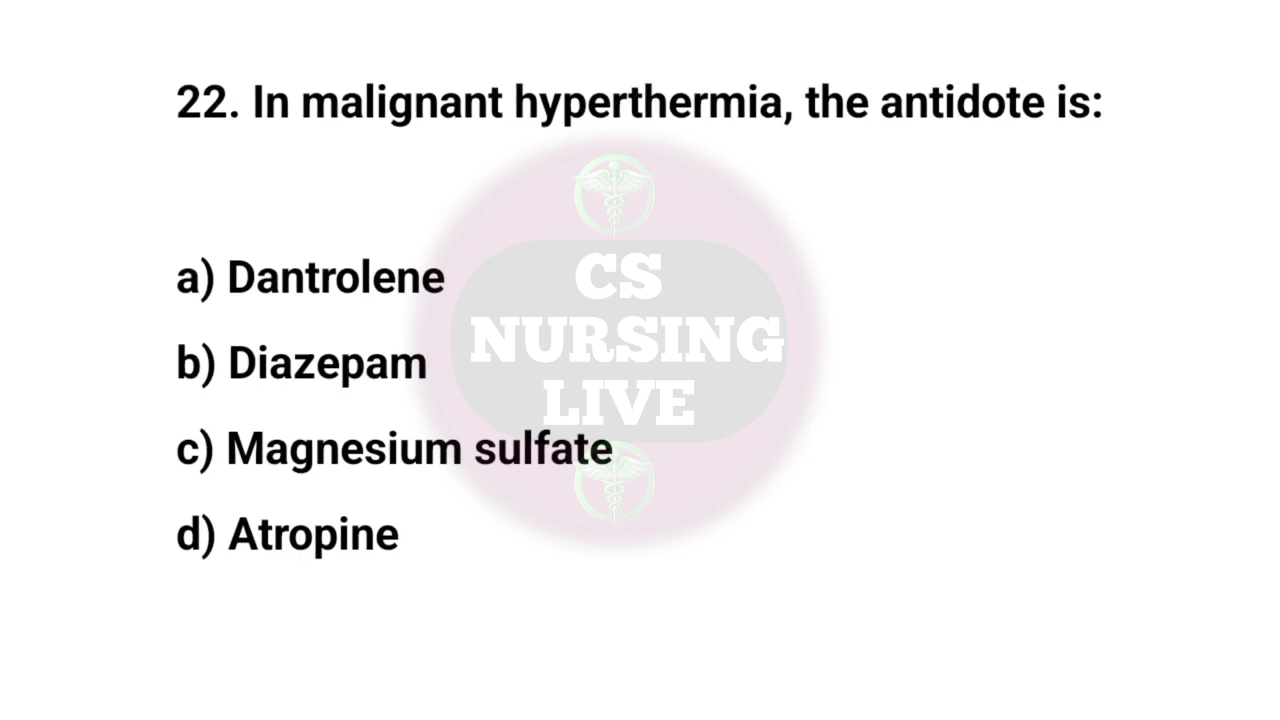 22. In malignant hyperthermia, the antidote is:
CS
NURSING
LIVE
a) Dantrolene
b) Diazepam
c) Magnesium sulfate
d) Atropine